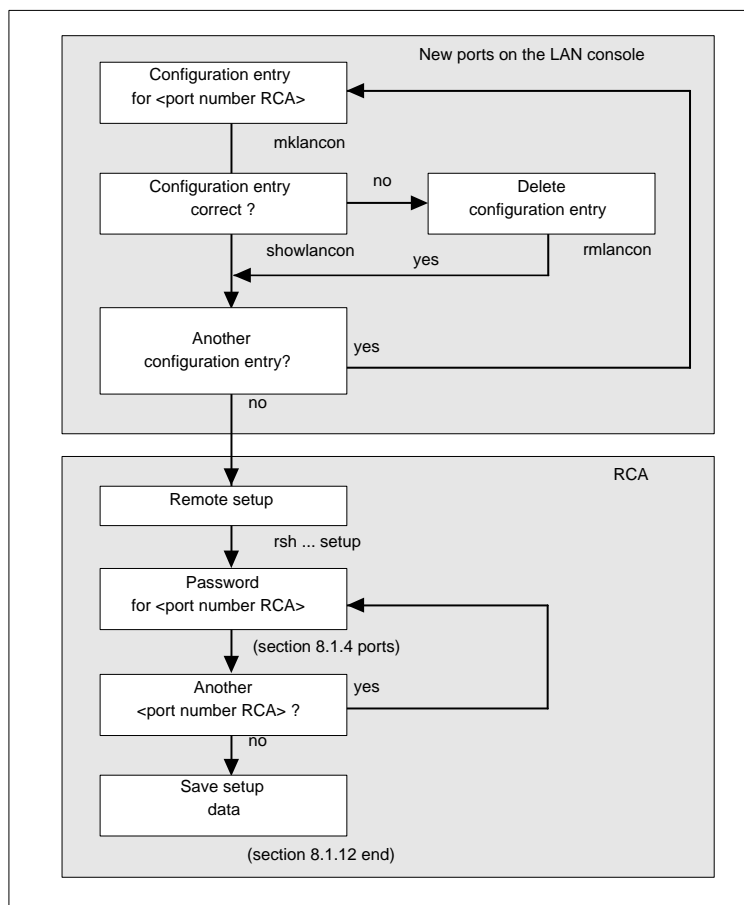 New ports on the LAN console
Configuration entry
for <port number RCA>
mklancon
Configuration entry
correct ?
no
Delete
configuration entry
showlancon
yes
rmlancon
Another
configuration entry?
yes
no
RCA
Remote setup
rsh ... setup
Password
for <port number RCA>
(section 8.1.4 ports)
Another
<port number RCA> ?
yes
no
Save setup
data
(section 8.1.12 end)